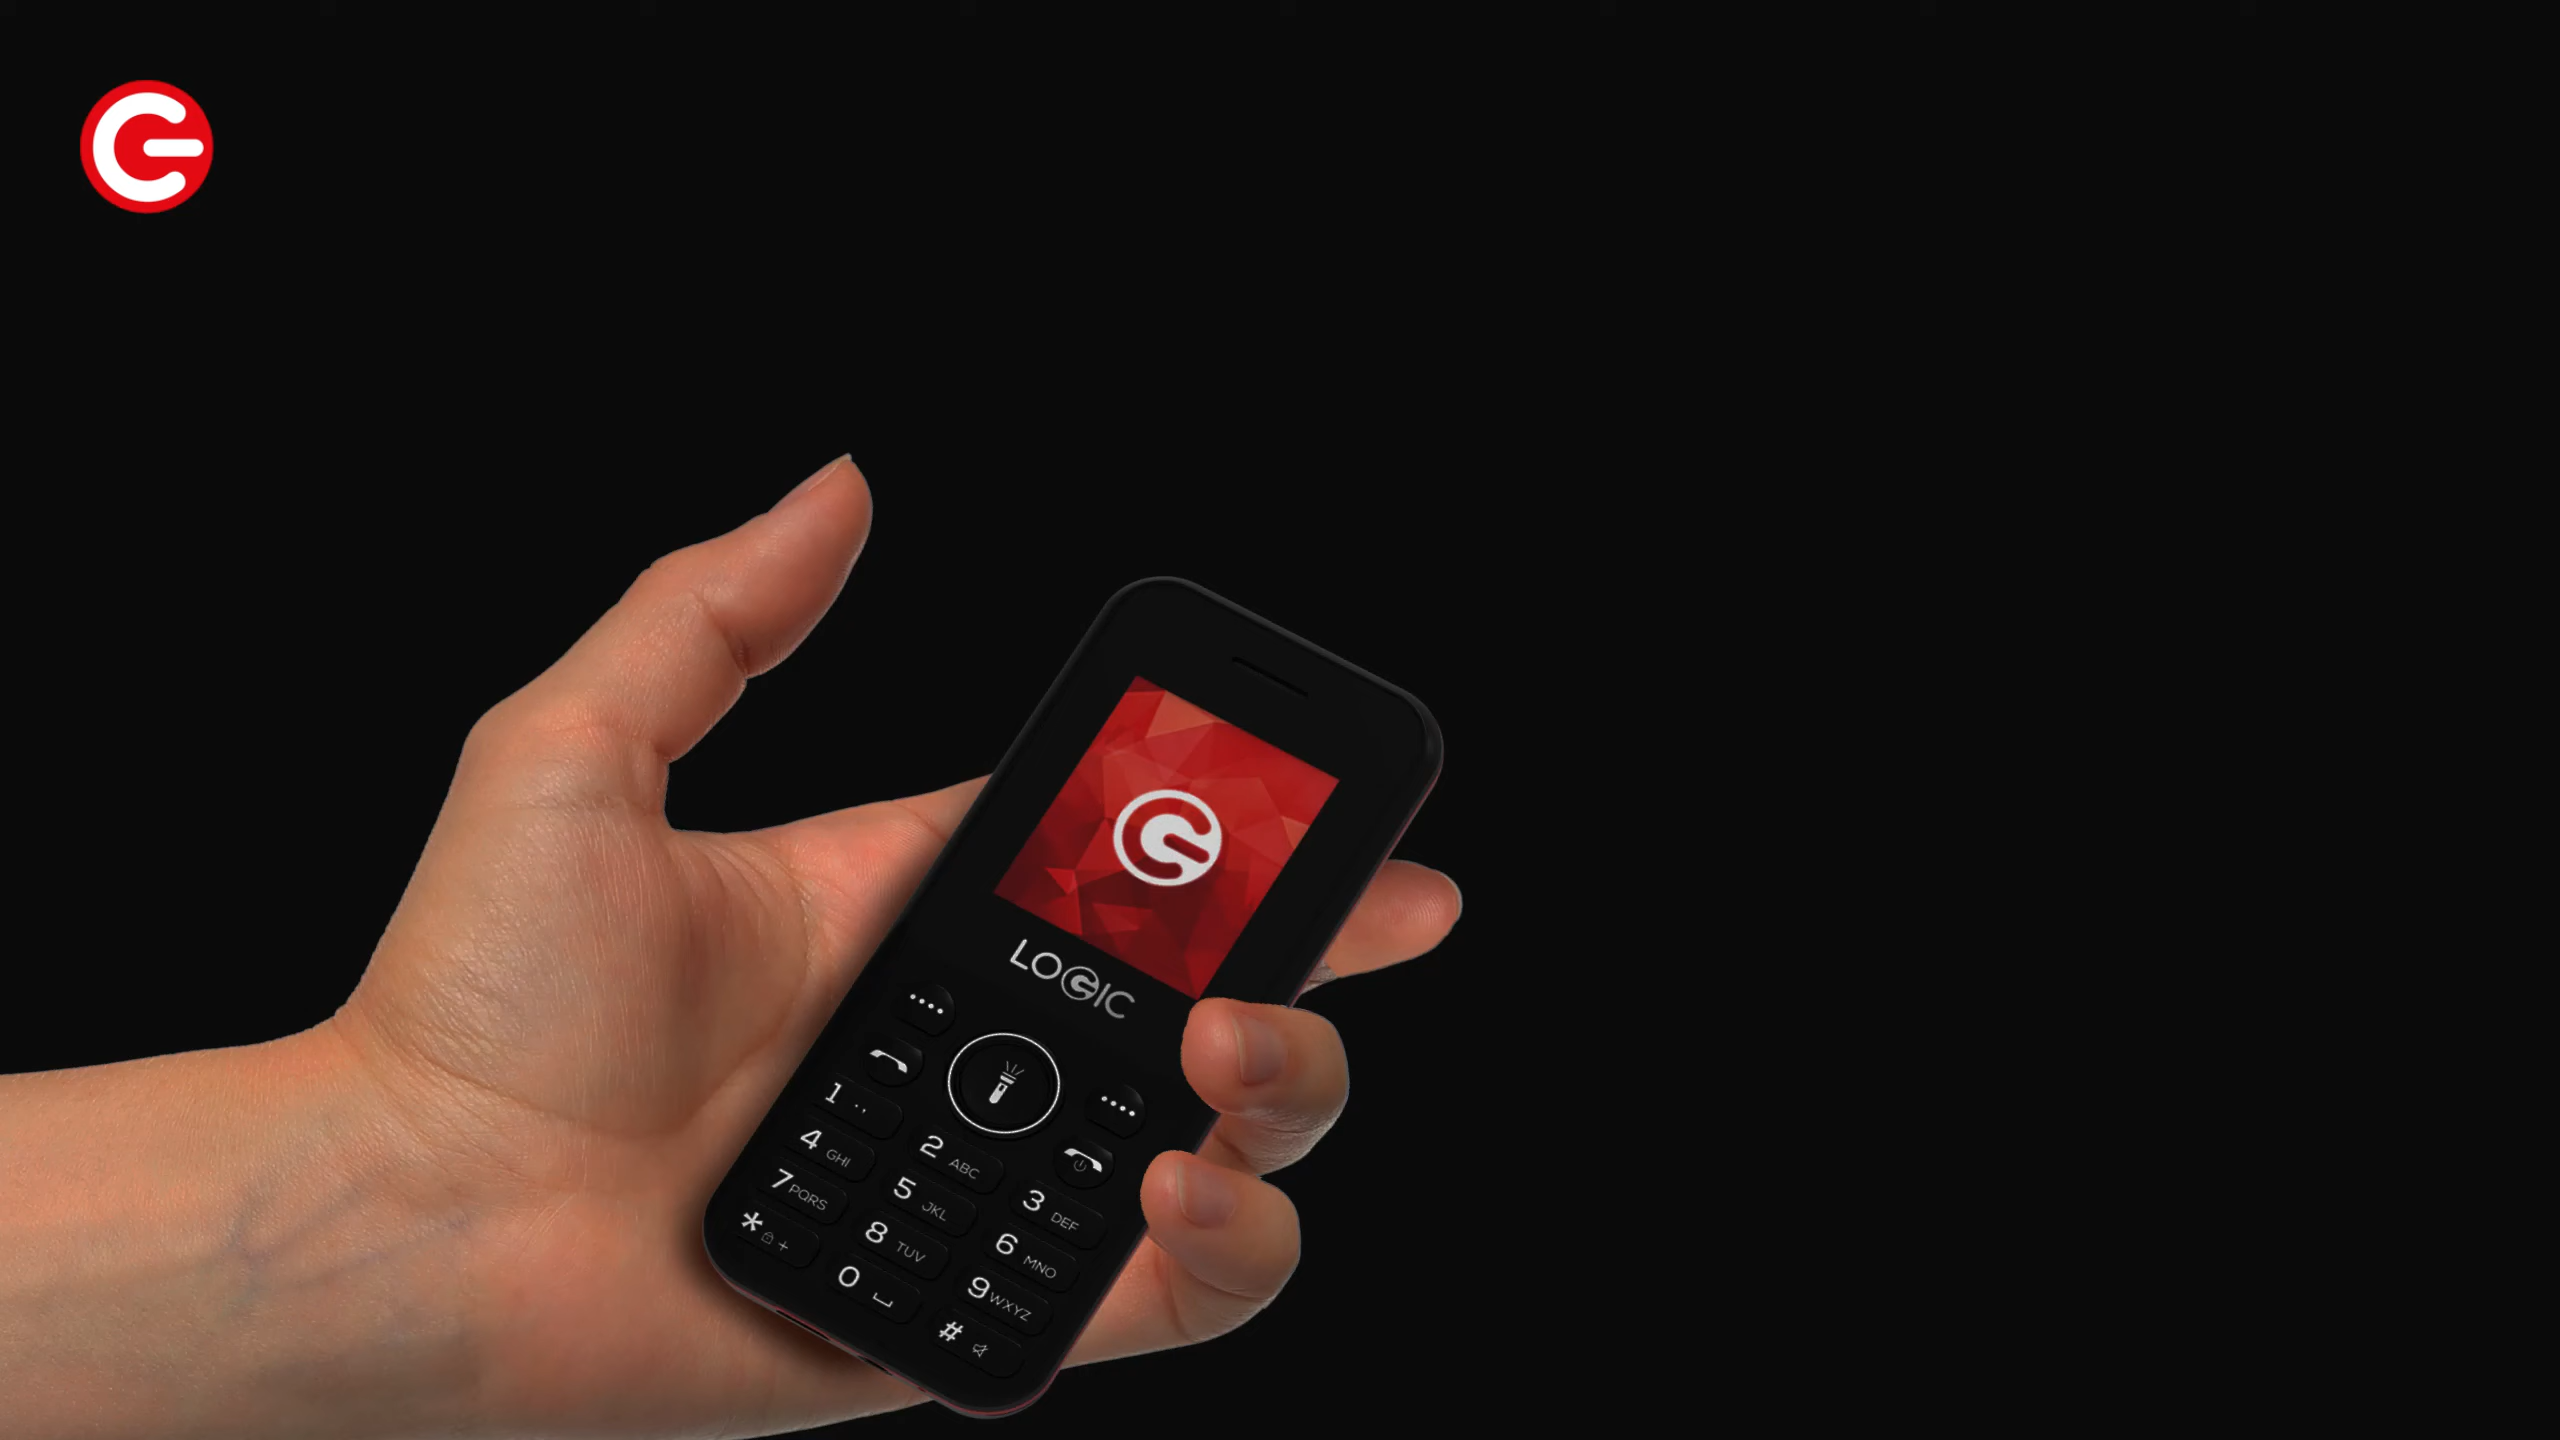 LOGIC
1 .,
2 ABC
3 DEF
4 GHI
5 JKL
6 MNO
7 PQRS
8 TUV
9 WXYZ
* +
0
#